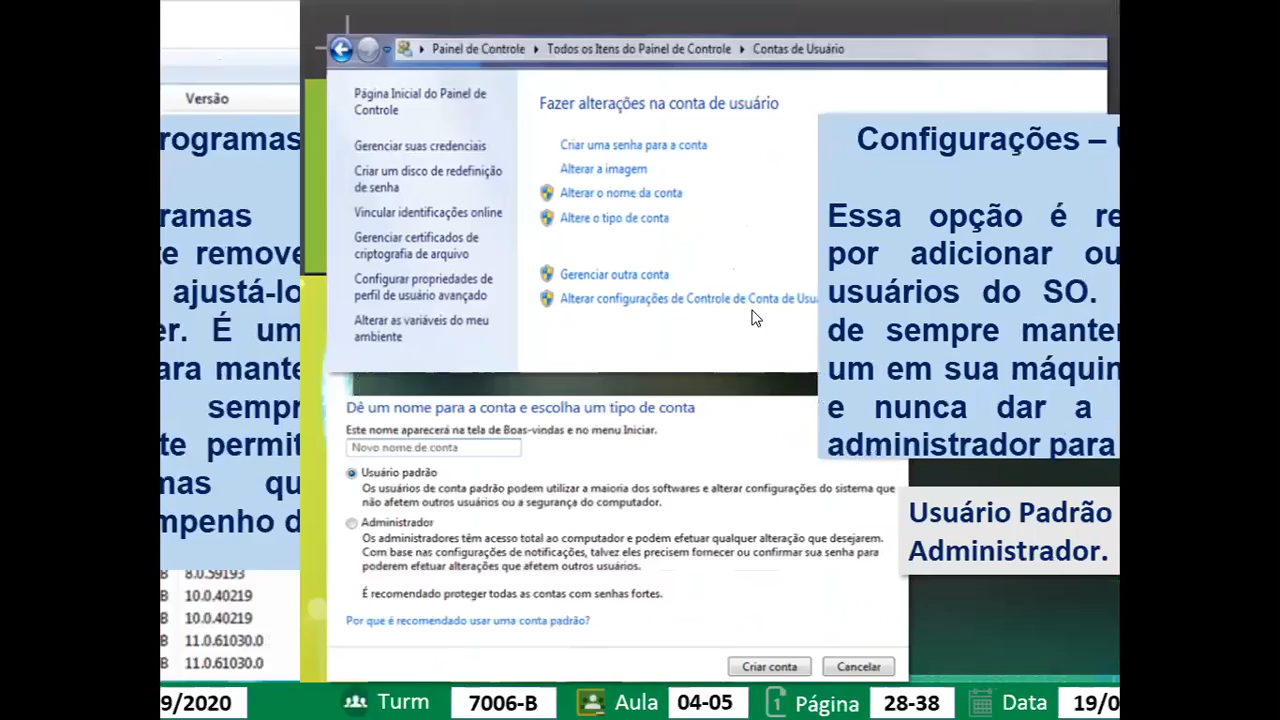 Versão
rogramas
ramas
te remove
ajustá-lo
er. É um
ara mante
sempr
te permit
mas qu
mpenho d
8.0.59193
B 10.0.40219
B 10.0.40219
B 11.0.61030.0
B 11.0.61030.0
Painel de Controle Todos os Itens do Painel de Controle Contas de Usuário
Página Inicial do Painel de
Controle
Gerenciar suas credenciais
Criar um disco de redefinição
de senha
Vincular identificações online
Gerenciar certificados de
criptografia de arquivo
Configurar propriedades de
perfil de usuário avançado
Alterar as variáveis do meu
ambiente
Fazer alterações na conta de usuário
Criar uma senha para a conta
Alterar a imagem
Alterar o nome da conta
Altere o tipo de conta
Gerenciar outra conta
Alterar configurações de Controle de Conta de Usu
Dê um nome para a conta e escolha um tipo de conta
Este nome aparecerá na tela de Boas-vindas e no menu Iniciar.
Novo nome de conta
Usuário padrão
Os usuários de conta padrão podem utilizar a maioria dos softwares e alterar configurações do sistema que
não afetem outros usuários ou a segurança do computador.
Administrador
Os administradores têm acesso total ao computador e podem efetuar qualquer alteração que desejarem.
Com base nas configurações de notificações, talvez eles precisem fornecer ou confirmar sua senha para
poderem efetuar alterações que afetem outros usuários.
É recomendado proteger todas as contas com senhas fortes.
Por que é recomendado usar uma conta padrão?
Criar conta Cancelar
Configurações –
Essa opção é re
por adicionar ou
usuários do SO.
de sempre manter
um em sua máquin
e nunca dar a
administrador para
Usuário Padrão
Administrador.
9/2020 Turm 7006-B Aula 04-05 Página 28-38 Data 19/0